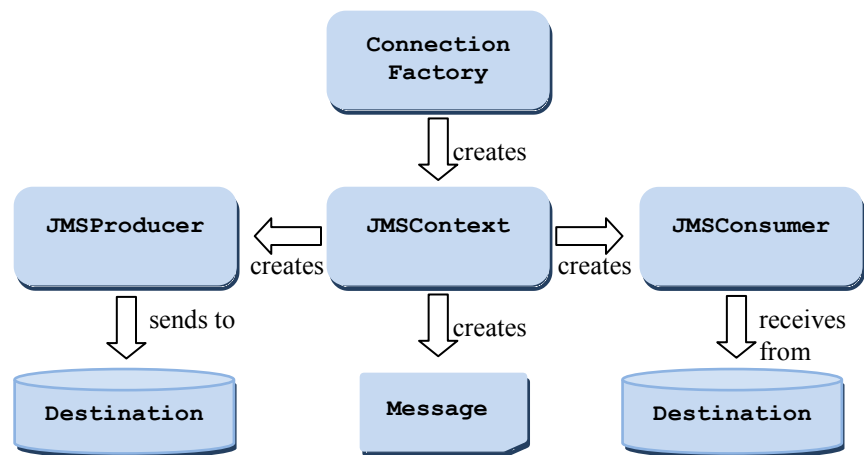 Connection
Factory
creates
JMSProducer
JMSContext
JMSConsumer
creates
creates
sends to
creates
receives
from
Destination
Message
Destination